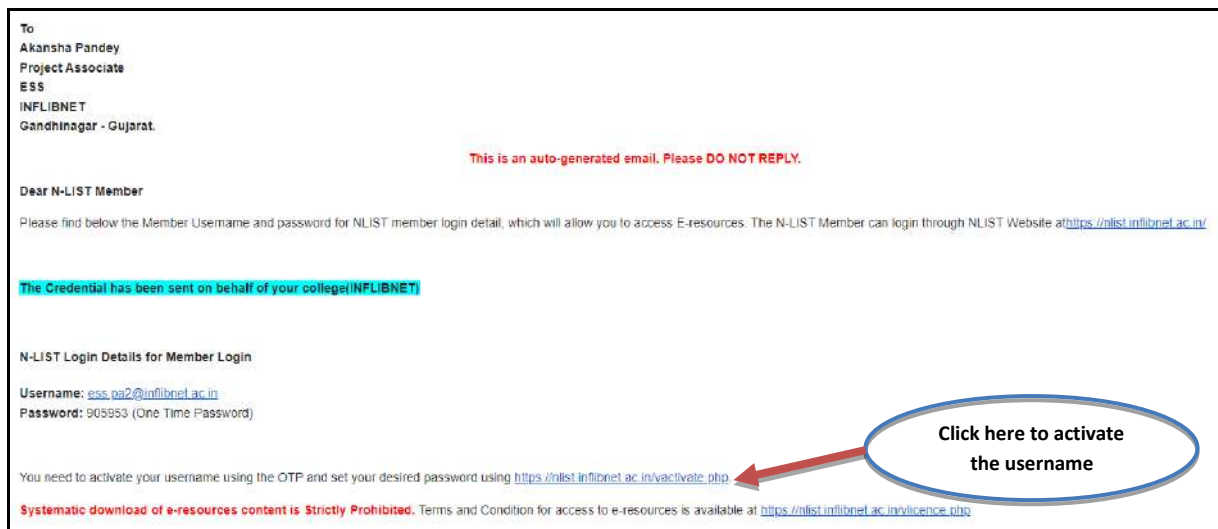 To
Akansha Pandey
Project Associate
ESS
INFLIBNET
Gandhinagar - Gujarat.
This is an auto-generated email. Please DO NOT REPLY.
Dear N-LIST Member
Please find below the Member Username and password for NLIST member login detail, which will allow you to access E-resources. The N-LIST Member can login through NLIST Website at https://nlist.inflibnet.ac.in/
The Credential has been sent on behalf of your college(INFLIBNET)
N-LIST Login Details for Member Login
Username: ess.pa2@inflibnet.ac.in
Password: 905953 (One Time Password)
Click here to activate
the username
You need to activate your username using the OTP and set your desired password using https://nlist.inflibnet.ac.in/vactivate.php.
Systematic download of e-resources content is Strictly Prohibited. Terms and Condition for access to e-resources is available at https://nlist.inflibnet.ac.in/vlicence.php